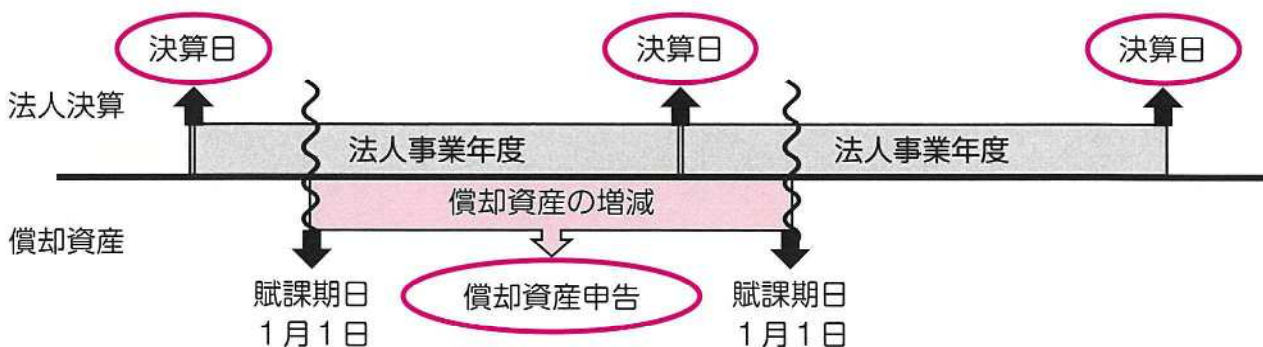 決算日
決算日
決算日
法人決算
法人事業年度
法人事業年度
償却資産の増減
償却資産
賦課期日
1月1日
償却資産申告
賦課期日
1月1日